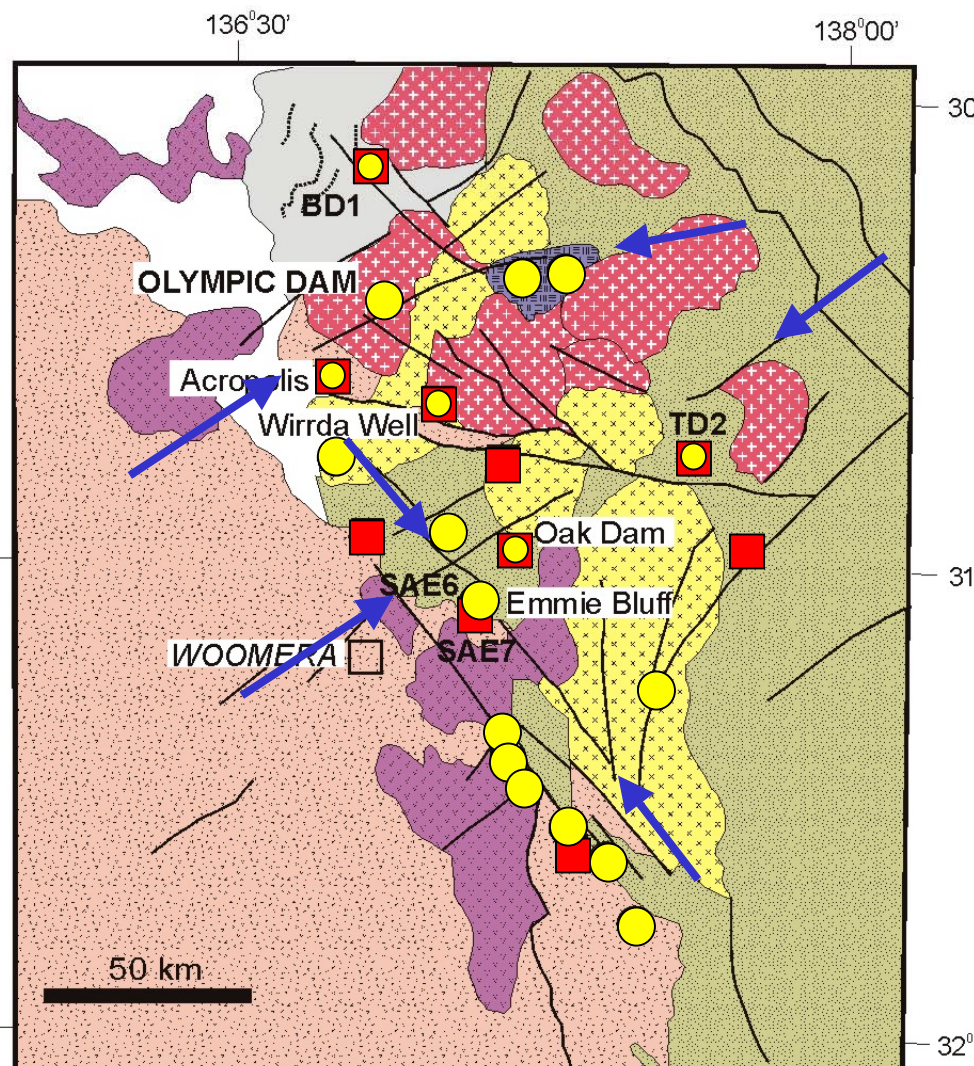 136°30' 138°00'
30
BD1
OLYMPIC DAM
Acropolis
Wirrda Well
TD2
Oak Dam
31
SAE6
Emmie Bluff
WOOMERA
SAE7
50 km
32°